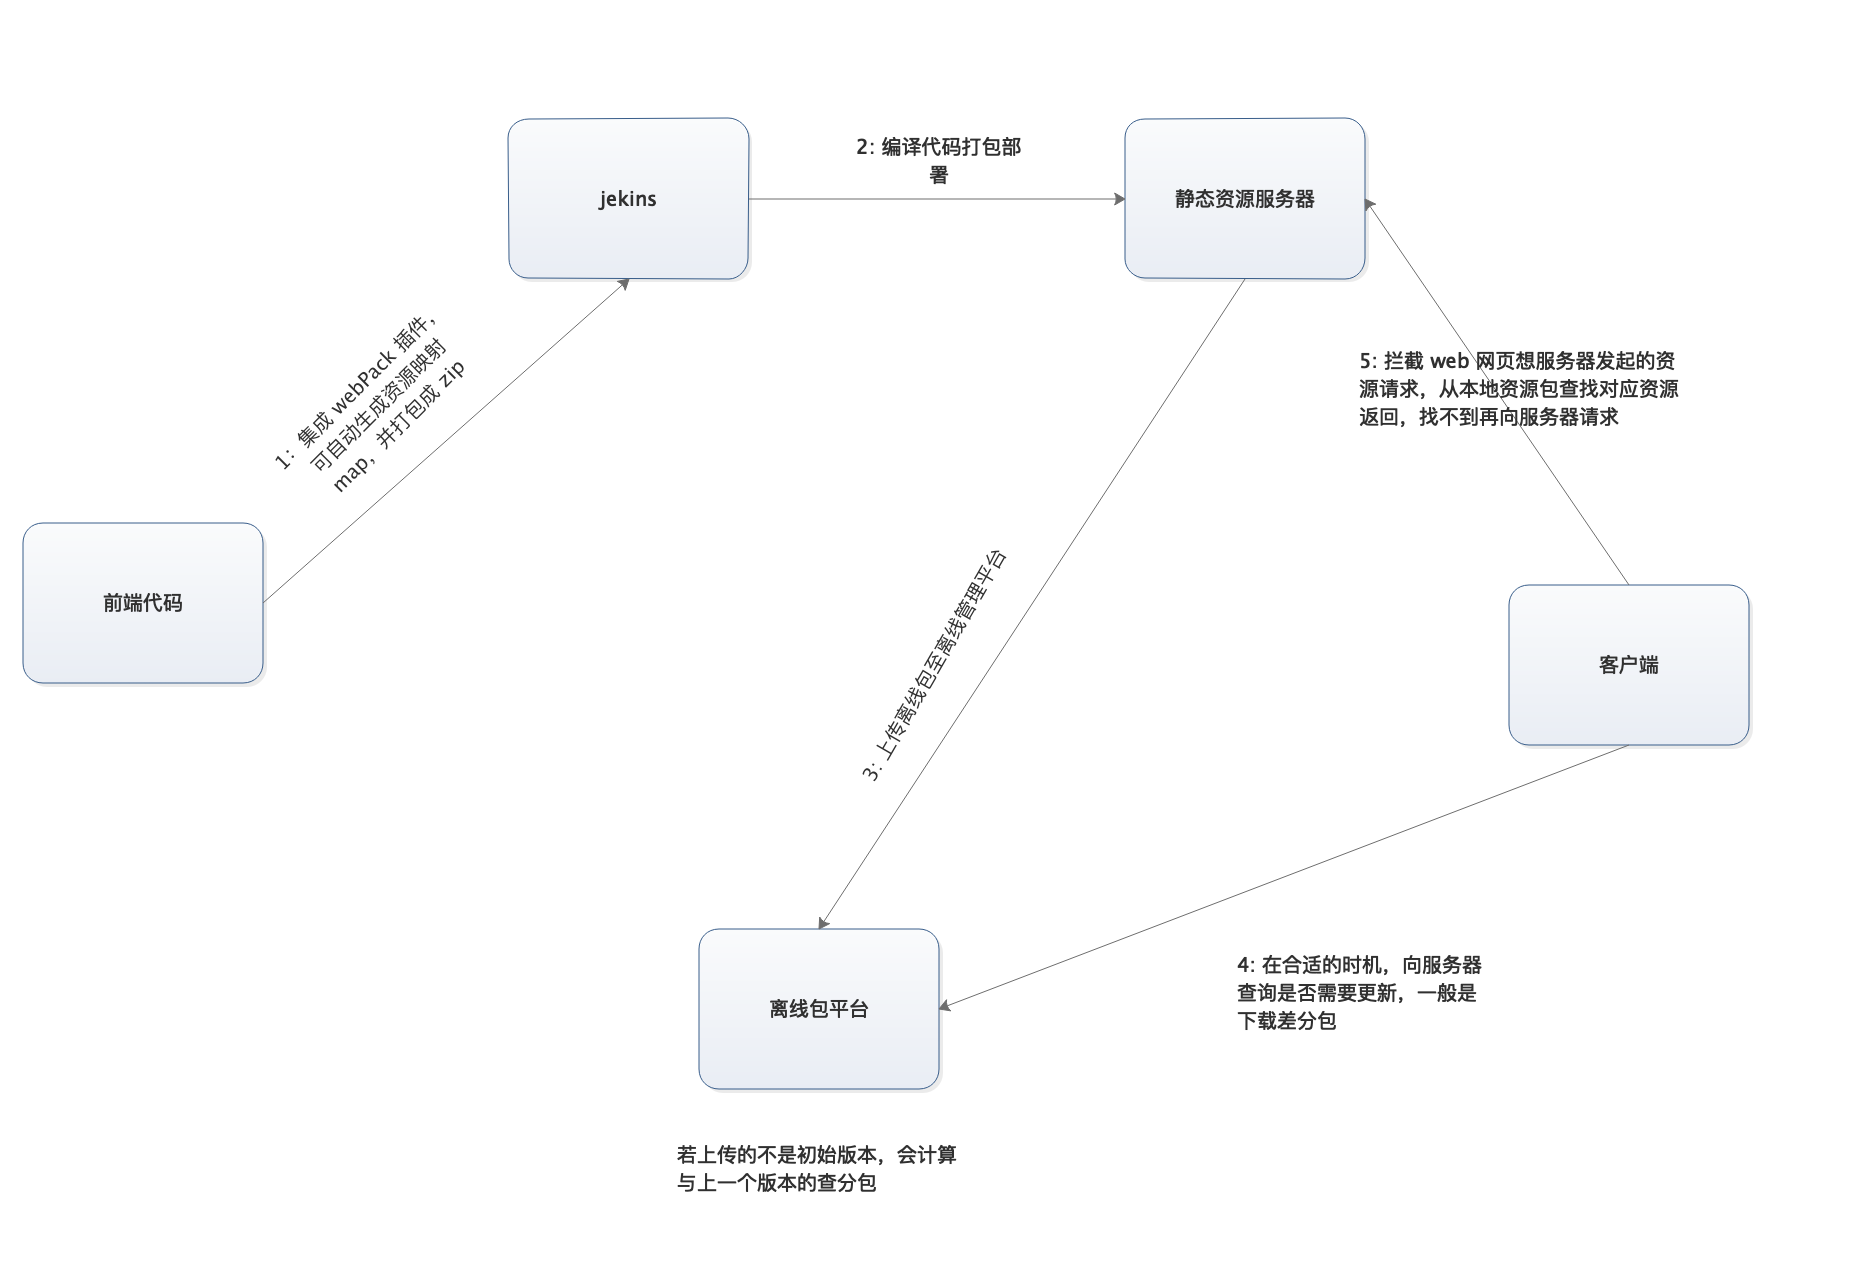 2: 编译代码打包部
署
jekins
静态资源服务器
1：集成 webPack 插件，
可自动生成资源映射
map，并打包成 zip
5: 拦截 web 网页想服务器发起的资
源请求，从本地资源包查找对应资源
返回，找不到再向服务器请求
前端代码
3: 上传离线包至离线管理平台
客户端
4: 在合适的时机，向服务器
查询是否需要更新，一般是
下载差分包
离线包平台
若上传的不是初始版本，会计算
与上一个版本的查分包